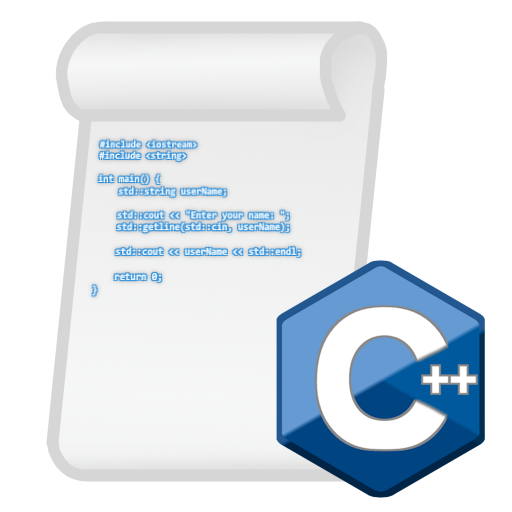 #include <iostream>
#include <string>
int main() {
std::string userName;
std::cout << "Enter your name: ";
std::getline(std::cin, userName);
std::cout << userName << std::endl;
return 0;
}
C++